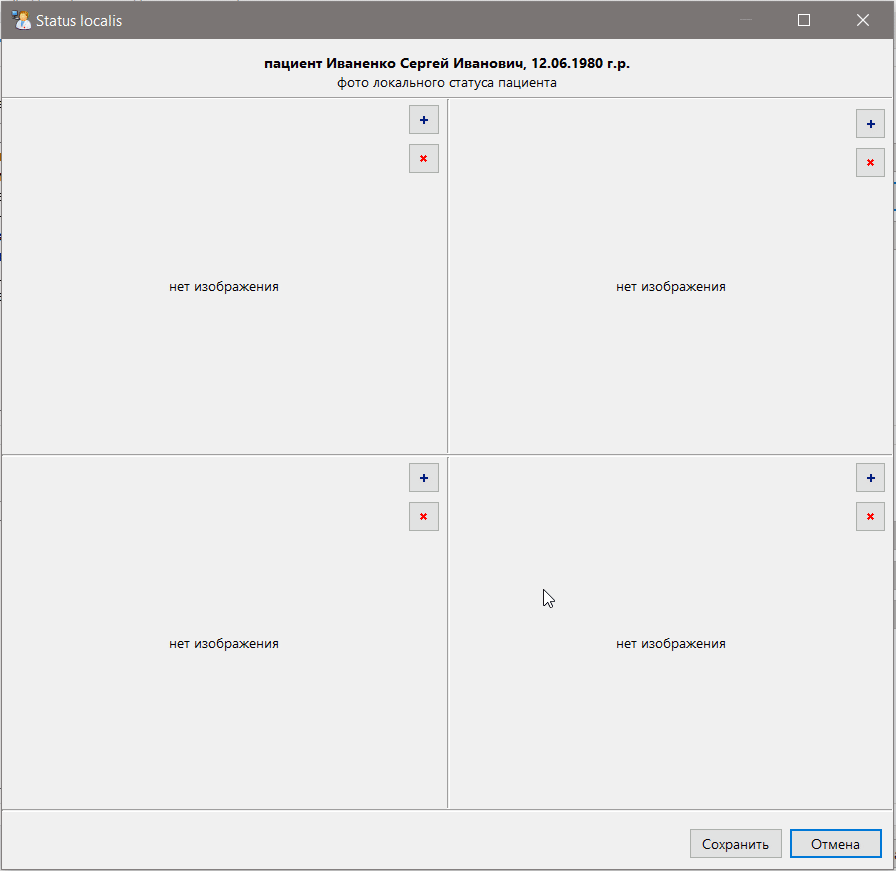 Status localis
пациент Иваненко Сергей Иванович, 12.06.1980 г.р.
фото локального статуса пациента
нет изображения
нет изображения
нет изображения
нет изображения
Сохранить
Отмена